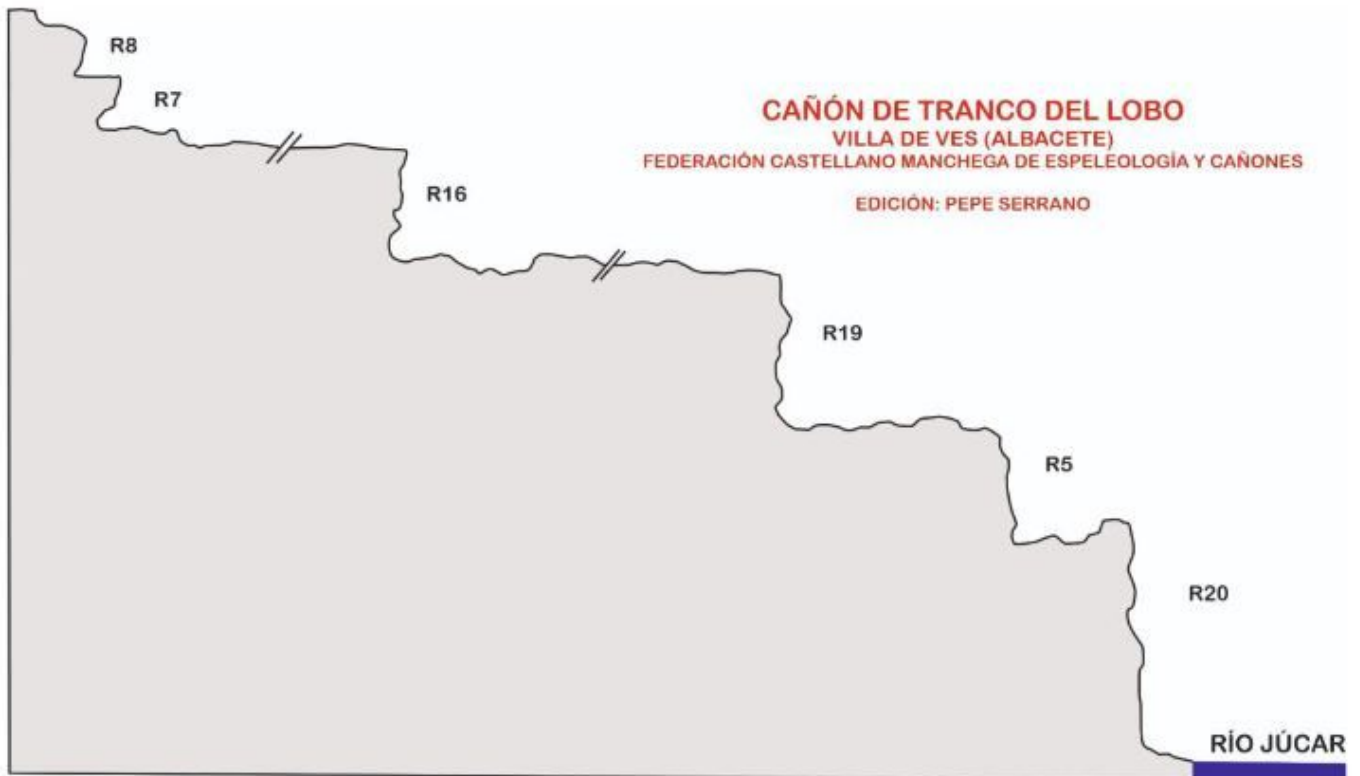 R8
R7
CAÑÓN DE TRANCO DEL LOBO
VILLA DE VES (ALBACETE)
FEDERACIÓN CASTELLANO MANCHEGA DE ESPELEOLOGÍA Y CAÑONES
EDICIÓN: PEPE SERRANO
R16
R19
R5
R20
RÍO JÚCAR